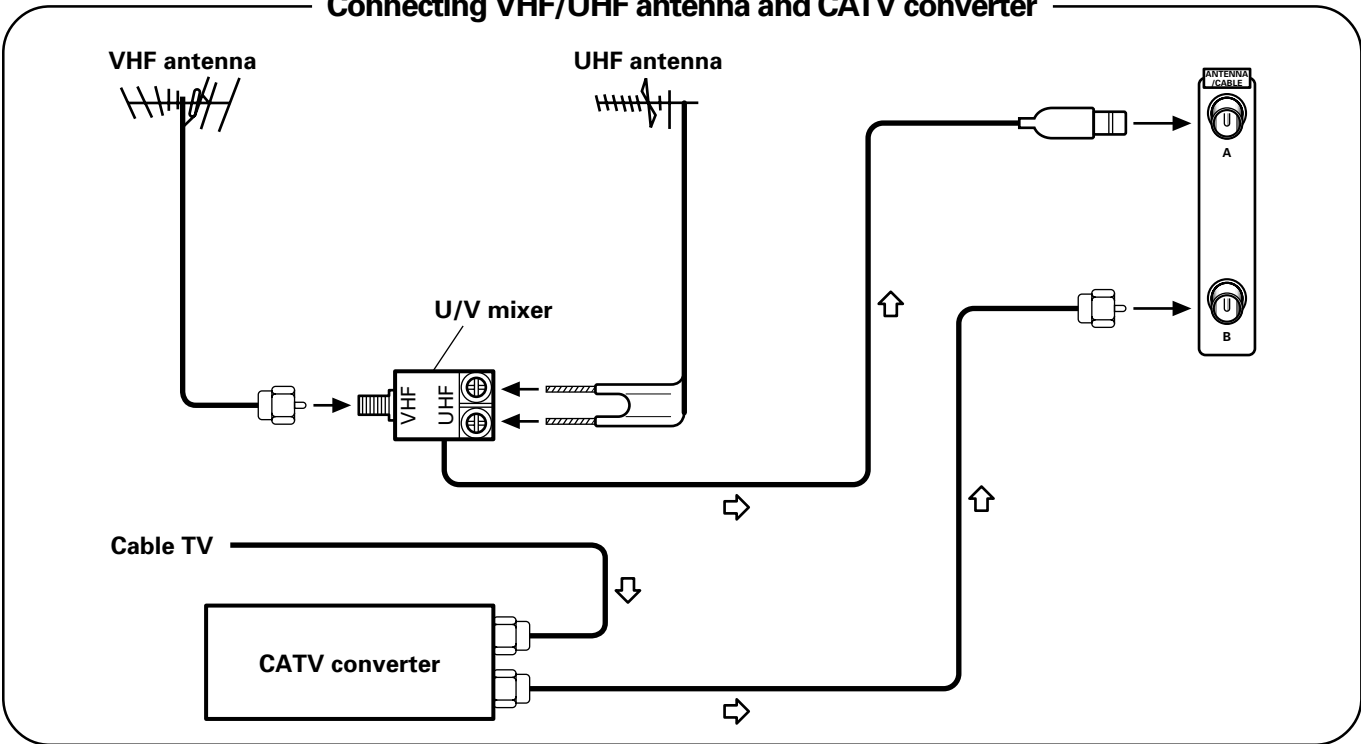 Connecting VHF/UHF antenna and CATV converter
VHF antenna
UHF antenna
ANTENNA
/CABLE
A
U/V mixer
VHF
UHF
B
Cable TV
CATV converter